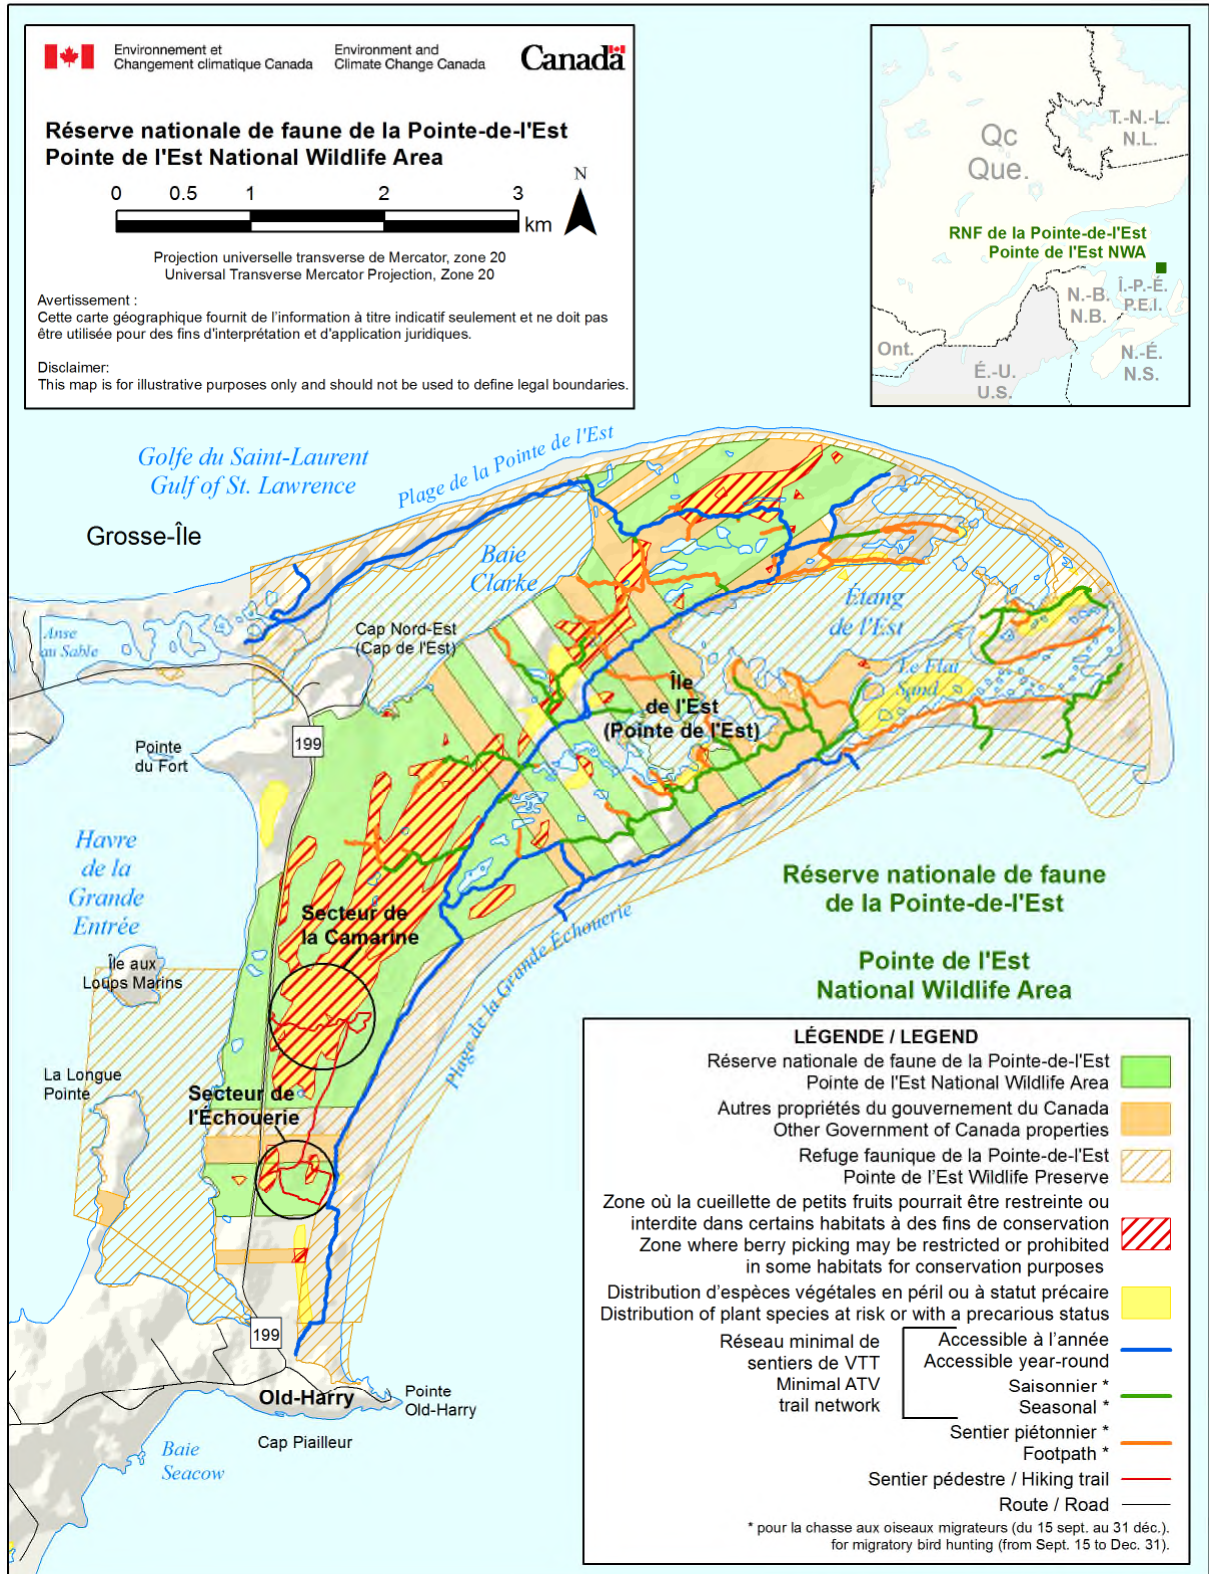 Environnement et
Changement climatique Canada
Environment and
Climate Change Canada
Canada
Réserve nationale de faune de la Pointe-de-l'Est
Pointe de l'Est National Wildlife Area
0 0.5 1 2 3
km
N
Projection universelle transverse de Mercator, zone 20
Universal Transverse Mercator Projection, Zone 20
Avertissement :
Cette carte géographique fournit de l'information à titre indicatif seulement et ne doit pas
être utilisée pour des fins d'interprétation et d'application juridiques.
Disclaimer:
This map is for illustrative purposes only and should not be used to define legal boundaries.
Qc
Que.
T.-N.-L.
N.L.
RNF de la Pointe-de-l'Est
Pointe de l'Est NWA
N.-B.
N.B.
Î.-P.-É.
P.E.I.
Ont.
É.-U.
U.S.
N.-É.
N.S.
Golfe du Saint-Laurent
Gulf of St. Lawrence
Plage de la Pointe de l'Est
Grosse-Île
Baie
Clarke
Anse
au Sable
Cap Nord-Est
(Cap de l'Est)
Étang
de l'Est
Le Flat
Sand
Île
de l'Est
(Pointe de l'Est)
199
Pointe
du Fort
Havre
de la
Grande
Entrée
Secteur de
la Camarine
Plage de la Grande Échouerie
Île aux
Loups Marins
La Longue
Pointe
Secteur de
l'Échouerie
199
Old-Harry
Pointe
Old-Harry
Cap Piailleur
Baie
Seacow
Réserve nationale de faune
de la Pointe-de-l'Est
Pointe de l'Est
National Wildlife Area
LÉGENDE / LEGEND
Réserve nationale de faune de la Pointe-de-l'Est
Pointe de l'Est National Wildlife Area
Autres propriétés du gouvernement du Canada
Other Government of Canada properties
Refuge faunique de la Pointe-de-l'Est
Pointe de l'Est Wildlife Preserve
Zone où la cueillette de petits fruits pourrait être restreinte ou
interdite dans certains habitats à des fins de conservation
Zone where berry picking may be restricted or prohibited
in some habitats for conservation purposes
Distribution d'espèces végétales en péril ou à statut précaire
Distribution of plant species at risk or with a precarious status
Réseau minimal de
sentiers de VTT
Minimal ATV
trail network
Accessible à l'année
Accessible year-round
Saisonnier *
Seasonal *
Sentier piétonnier *
Footpath *
Sentier pédestre / Hiking trail
Route / Road
* pour la chasse aux oiseaux migrateurs (du 15 sept. au 31 déc.).
for migratory bird hunting (from Sept. 15 to Dec. 31).